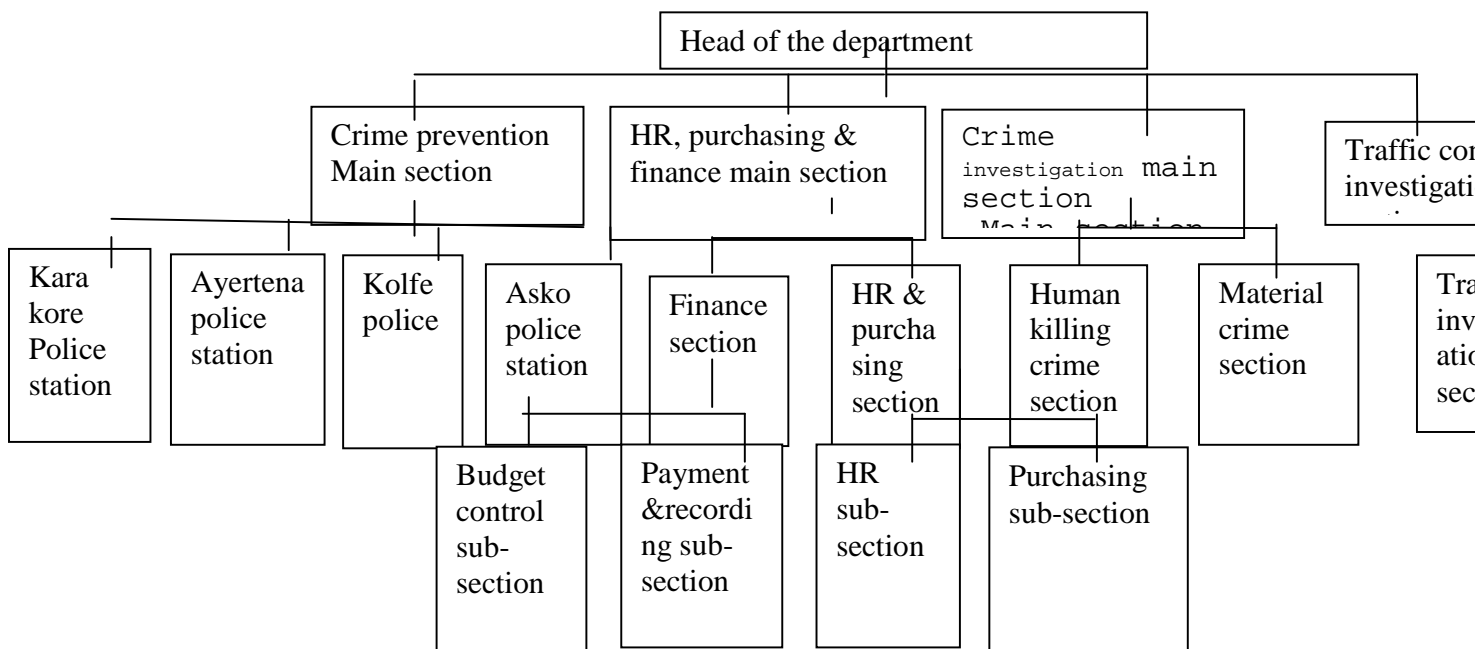 Head of the department
Crime prevention
Main section
HR, purchasing &
finance main section
Crime
investigation main
section
Main section
Traffic
Kara
kore
Police
station
Ayertena
police
station
Kolfe
police
Asko
police
station
Finance
section
HR &
purcha
sing
section
Human
killing
crime
section
Material
crime
section
Budget
control
sub-
section
Payment
&recordi
ng sub-
section
HR
sub-
section
Purchasing
sub-section